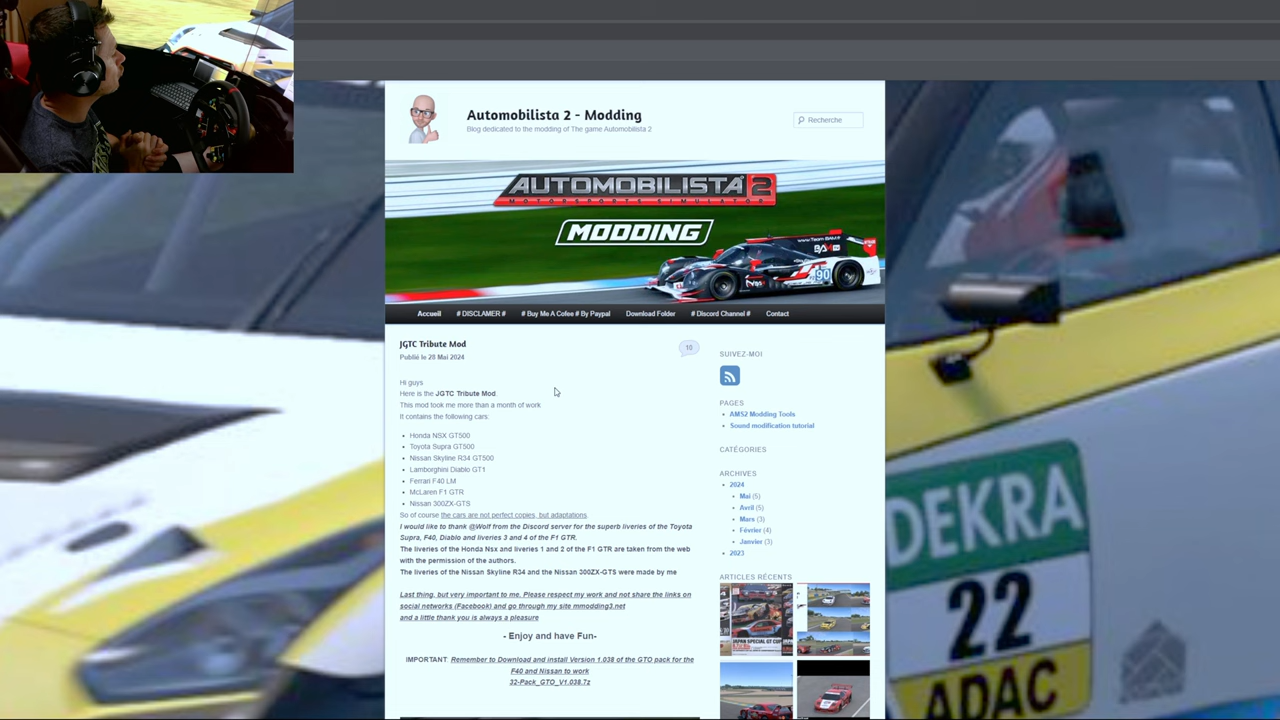 Automobilista 2 - Modding
Blog dedicated to the modding of The game Automobilista 2
Recherche
AUTOMOBILISTA 2
MOTORSPORTS SIMULATOR
MODDING
90
Accueil
# DISCLAMER #
# Buy Me A Cofee # By Paypal
Download Folder
# Discord Channel #
Contact
JGTC Tribute Mod
10
Publié le 28 Mai 2024
Hi guys
Here is the JGTC Tribute Mod.
This mod took me more than a month of work
It contains the following cars:
Honda NSX GT500
Toyota Supra GT500
Nissan Skyline R34 GT500
Lamborghini Diablo GT1
Ferrari F40 LM
McLaren F1 GTR
Nissan 300ZX-GTS
So of course the cars are not perfect copies, but adaptations.
I would like to thank @Wolf from the Discord server for the superb liveries of the Toyota
Supra, F40, Diablo and liveries 3 and 4 of the F1 GTR.
The liveries of the Honda Nsx and liveries 1 and 2 of the F1 GTR are taken from the web
with the permission of the authors.
The liveries of the Nissan Skyline R34 and the Nissan 300ZX-GTS were made by me
Last thing, but very important to me. Please respect my work and not share the links on
social networks (Facebook) and go through my site mmodding3.net
and a little thank you is always a pleasure
- Enjoy and have Fun-
IMPORTANT: Remember to Download and install Version 1.038 of the GTO pack for the
F40 and Nissan to work
32-Pack_GTO_V1.038.7z
SUIVEZ-MOI
PAGES
AMS2 Modding Tools
Sound modification tutorial
CATÉGORIES
ARCHIVES
2024
Mai (5)
Avril (5)
Mars (3)
Février (4)
Janvier (3)
2023
ARTICLES RÉCENTS
JAPAN SPECIAL GT CUP
DEKRA
22
ADAC